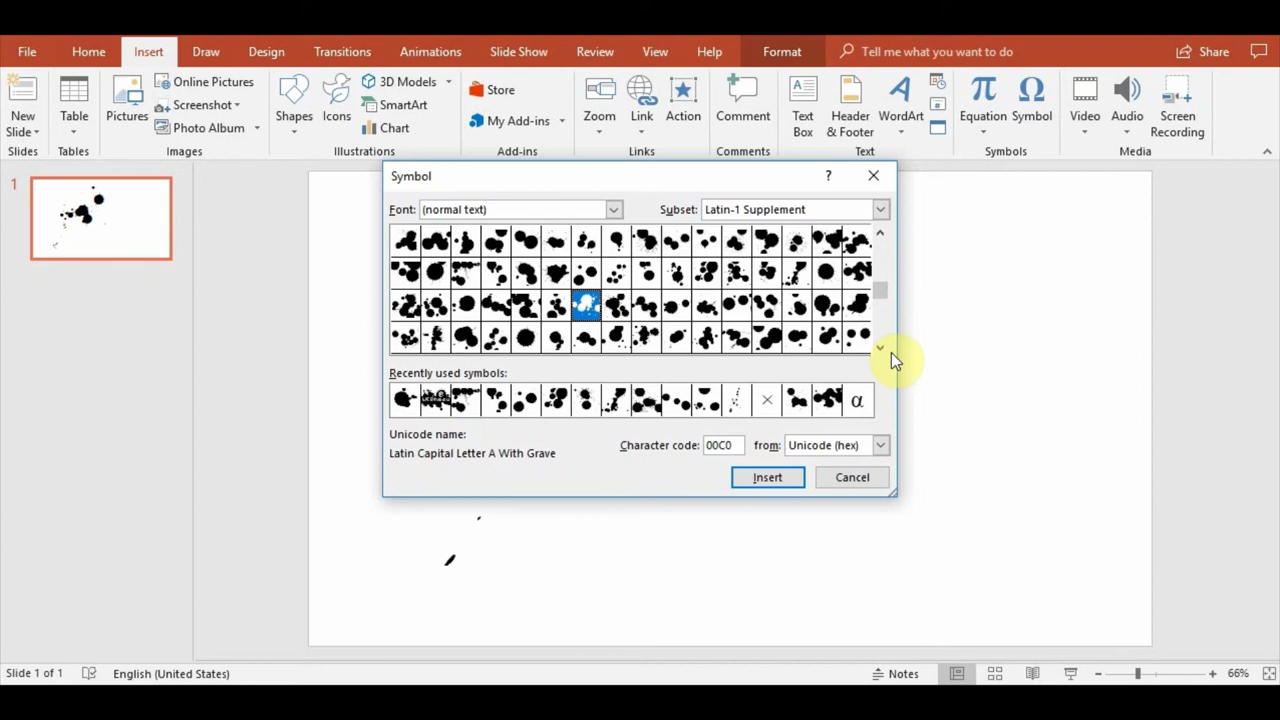 File Home Insert Draw Design Transitions Animations Slide Show Review View Help Format Tell me what you want to do Share
New Slide
Slides
Table
Tables
Pictures
Online Pictures
Screenshot
Photo Album
Images
Shapes
Icons
3D Models
SmartArt
Chart
Illustrations
Store
My Add-ins
Add-ins
Zoom
Link
Action
Links
Comment
Comments
Text
Box
Header
& Footer
WordArt
Text
Equation
Symbol
Symbols
Video
Audio
Screen
Recording
Media
1
Symbol ?
Font: (normal text) Subset: Latin-1 Supplement
Recently used symbols:
α
Unicode name:
Latin Capital Letter A With Grave
Character code: 00C0 from: Unicode (hex)
Insert Cancel
Slide 1 of 1 English (United States) Notes 66%